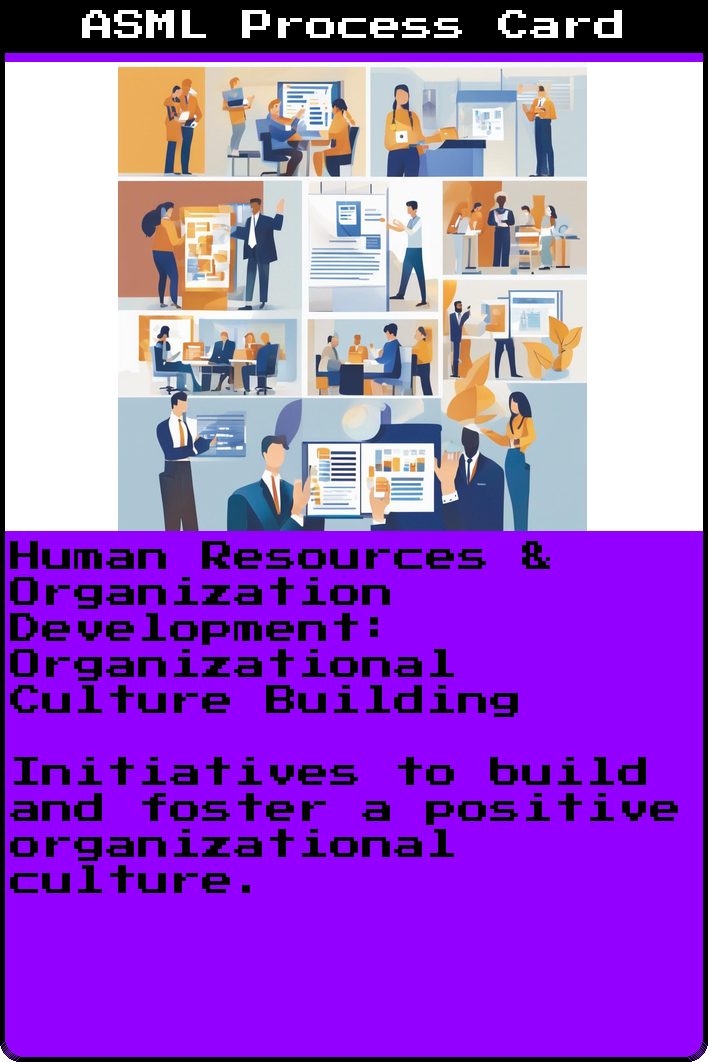 ASML Process Card
Human Resources &
Organization
Development:
Organizational
Culture Building
Initiatives to build
and foster a positive
organizational
culture.